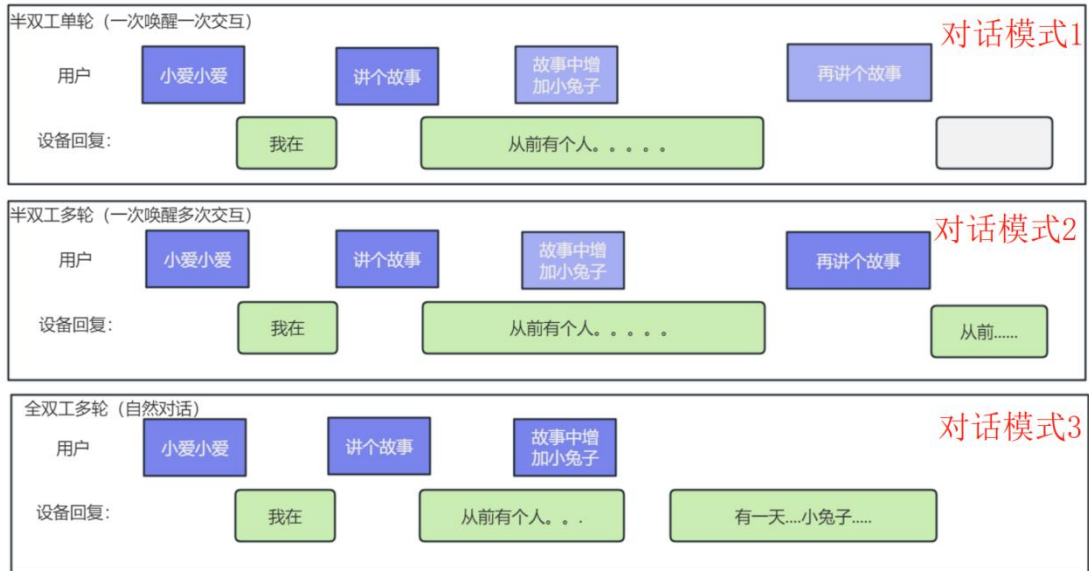 半双工单轮（一次唤醒一次交互）
对话模式1
用户
小爱小爱
讲个故事
故事中增
加小兔子
再讲个故事
设备回复:
我在
从前有个人。。。。。
半双工多轮（一次唤醒多次交互）
对话模式2
用户
小爱小爱
讲个故事
故事中增
加小兔子
再讲个故事
设备回复:
我在
从前有个人。。。。。
从前......
全双工多轮（自然对话）
对话模式3
用户
小爱小爱
讲个故事
故事中增
加小兔子
设备回复:
我在
从前有个人。。.
有一天....小兔子.....